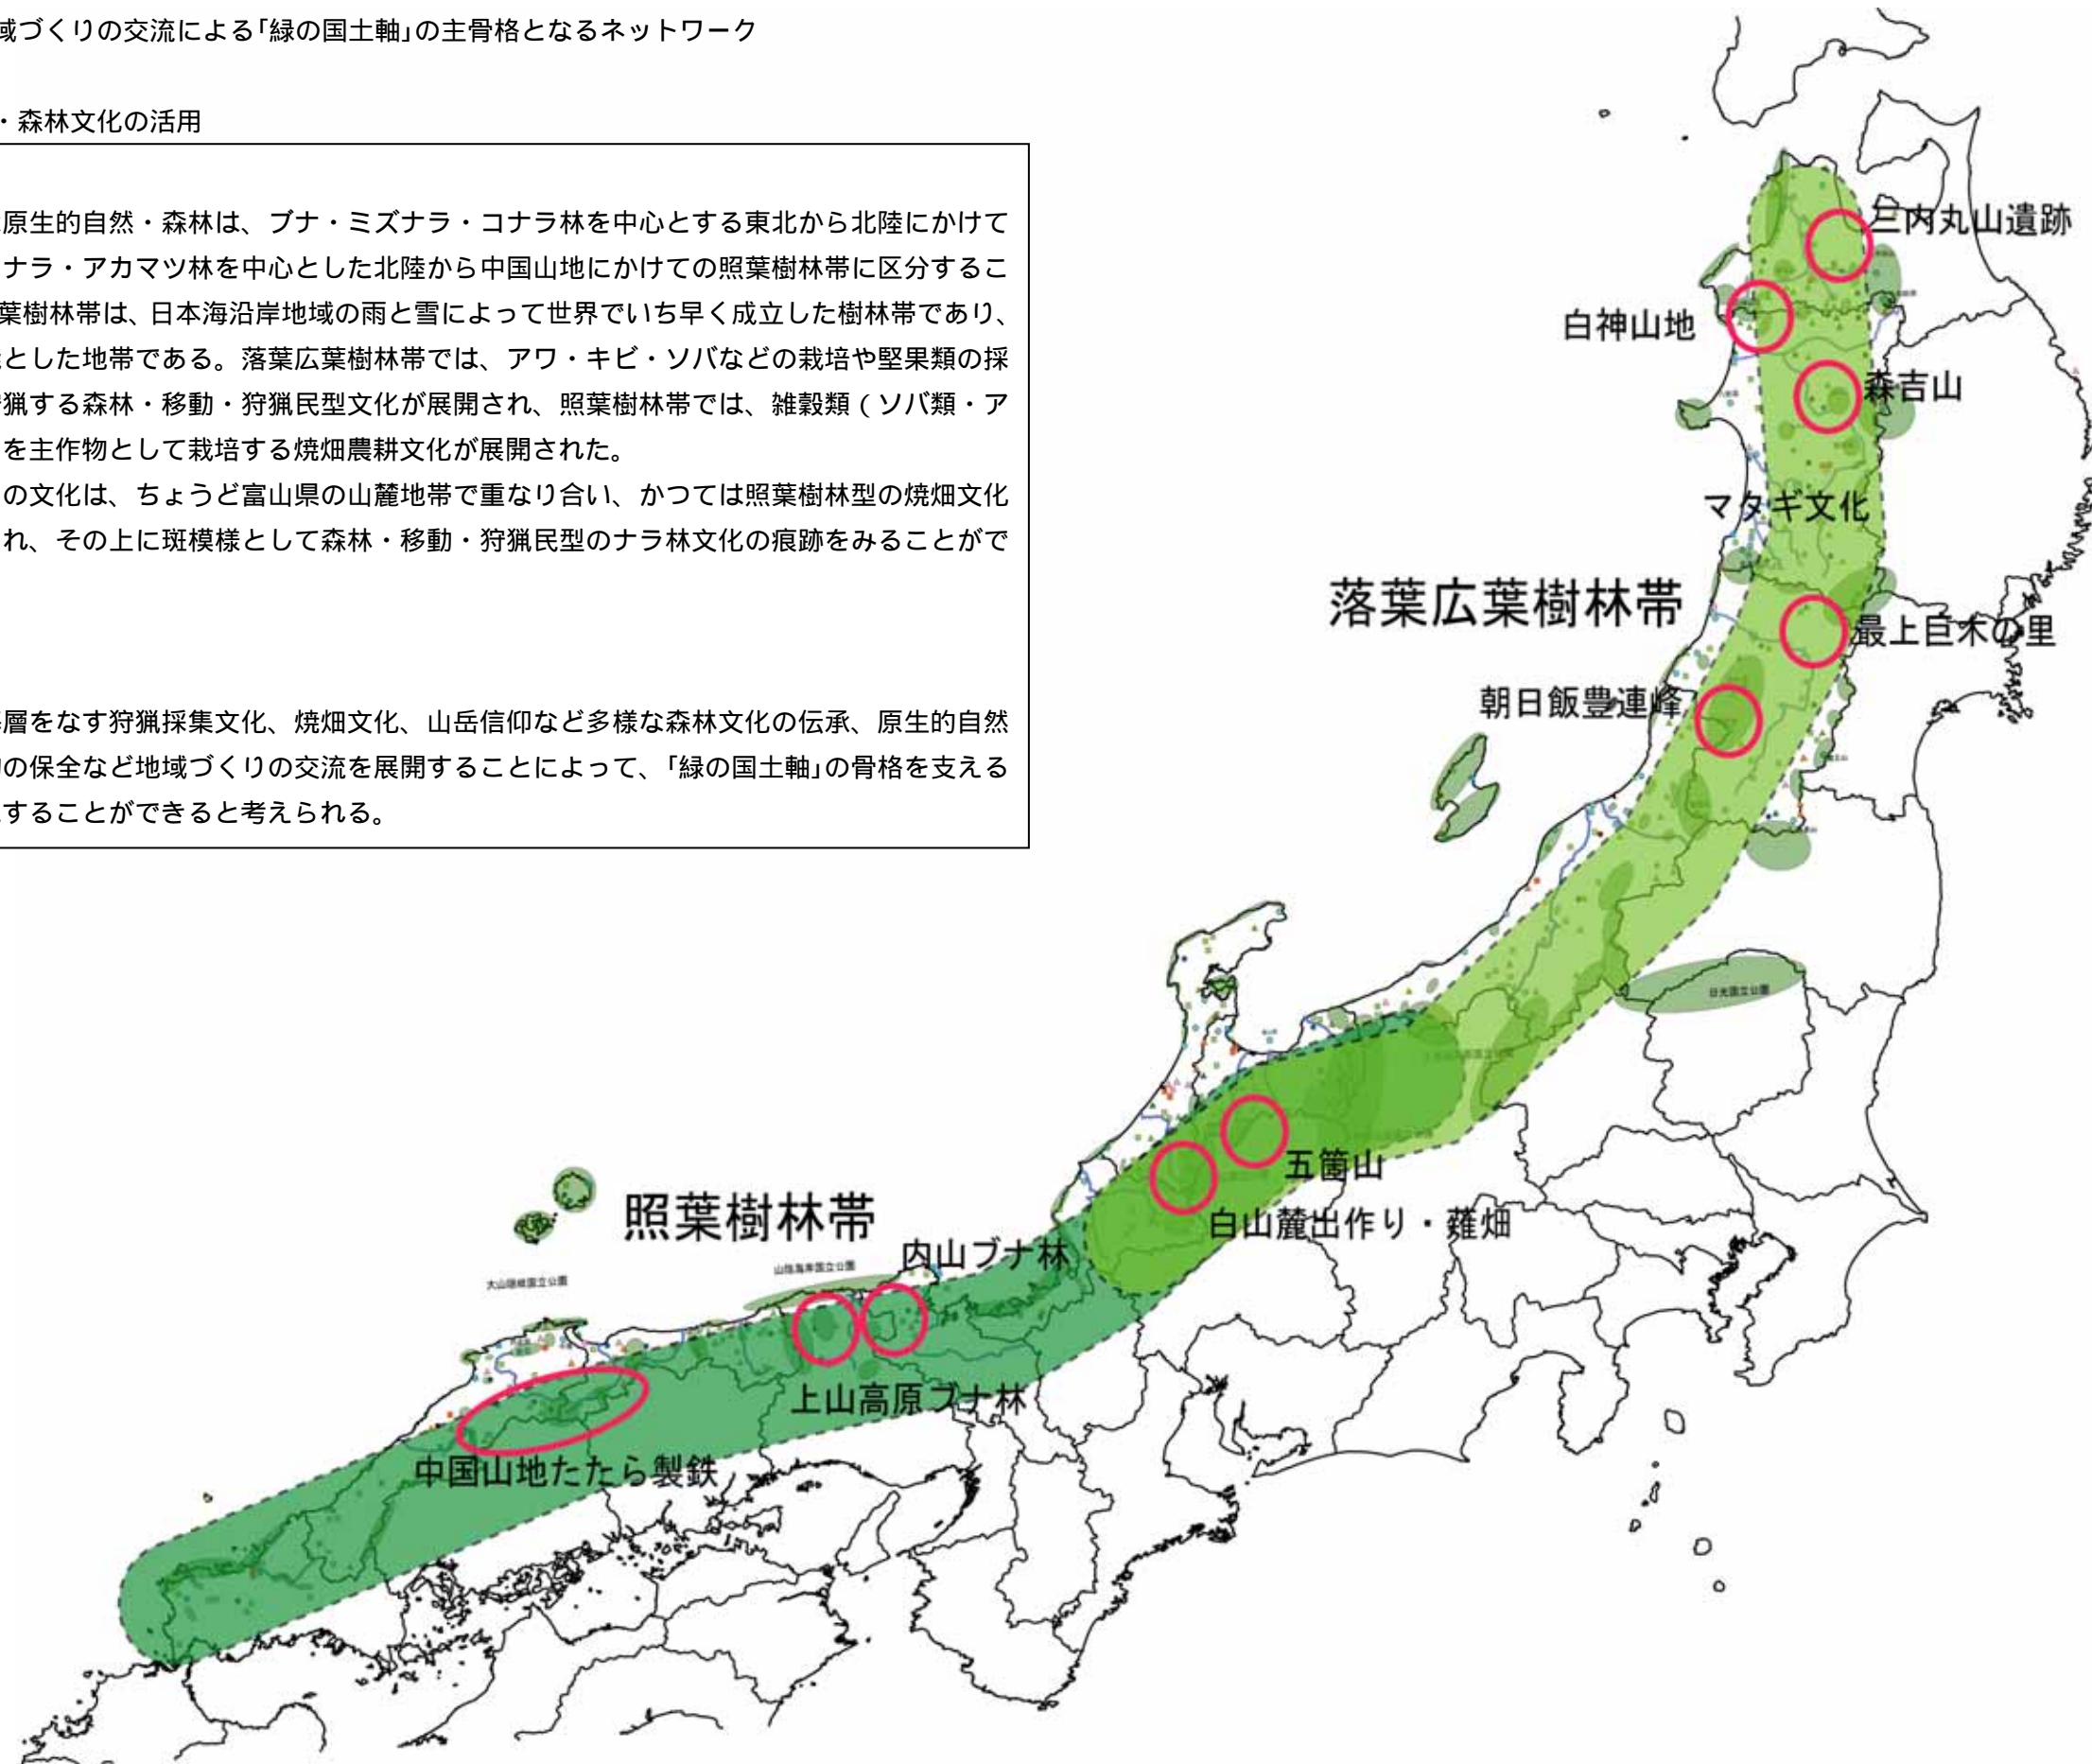 域づくりの交流による「緑の国土軸」の主骨格となるネットワーク
・森林文化の活用
原生的自然・森林は、ブナ・ミズナラ・コナラ林を中心とする東北から北陸にかけて
ナラ・アカマツ林を中心とした北陸から中国山地にかけての照葉樹林帯に区分するこ
葉樹林帯は、日本海沿岸地域の雨と雪によって世界でいち早く成立した樹林帯であり、
とした地帯である。落葉広葉樹林帯では、アワ・キビ・ソバなどの栽培や堅果類の採
猟する森林・移動・狩猟民型文化が展開され、照葉樹林帯では、雑穀類（ソバ類・ア
を主作物として栽培する焼畑農耕文化が展開された。
の文化は、ちょうど富山県の山麓地帯で重なり合い、かつては照葉樹林型の焼畑文化
れ、その上に斑模様として森林・移動・狩猟民型のナラ林文化の痕跡をみることがで
層をなす狩猟採集文化、焼畑文化、山岳信仰など多様な森林文化の伝承、原生的自然
の保全など地域づくりの交流を展開することによって、「緑の国土軸」の骨格を支える
することができると考えられる。
三内丸山遺跡
白神山地
森吉山
マタギ文化
落葉広葉樹林帯
最上巨木の里
朝日飯豊連峰
日光国立公園
五箇山
白山麓出作り・薙畑
照葉樹林帯
内山ブナ林
山陰海岸国立公園
大山隠岐国立公園
上山高原ブナ林
中国山地たたら製鉄